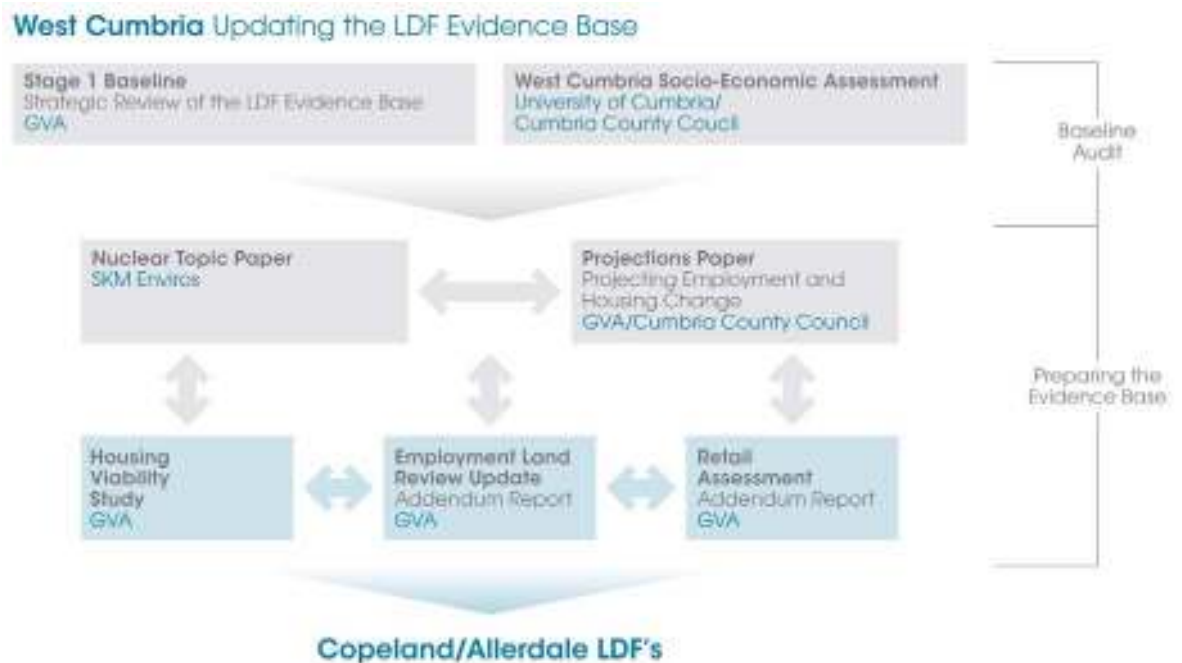 West Cumbria Updating the LDF Evidence Base
Stage 1 Baseline
Strategic Review of the LDF Evidence Base
GVA
West Cumbria Socio-Economic Assessment
University of Cumbria/
Cumbria County Coucil
Baseline
Audit
Nuclear Topic Paper
SKM Enviros
Projections Paper
Projecting Employment and
Housing Change
GVA/Cumbria County Council
Preparing the
Evidence Base
Housing
Viability
Study
GVA
Employment Land
Review Update
Addendum Report
GVA
Retail
Assessment
Addendum Report
GVA
Copeland/Allerdale LDF's